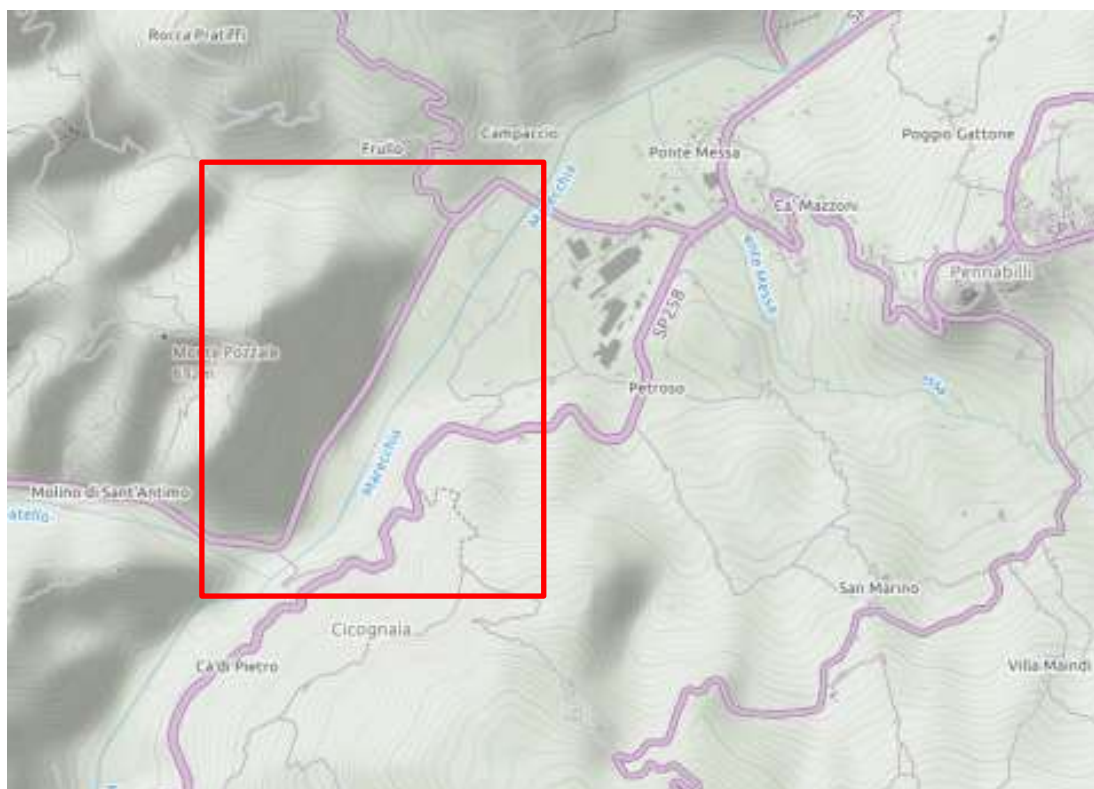 Rocca Pratiffi
Campaccio
Frullo
Ponte Messa
Poggio Gattone
Ca' Mazzoni
Pennabilli
SP258
Monte Pozzale
Petroso
Marecchia
Molino di Sant'Antimo
San Marino
Cicognaia
Ca di Pietro
Villa Maindi